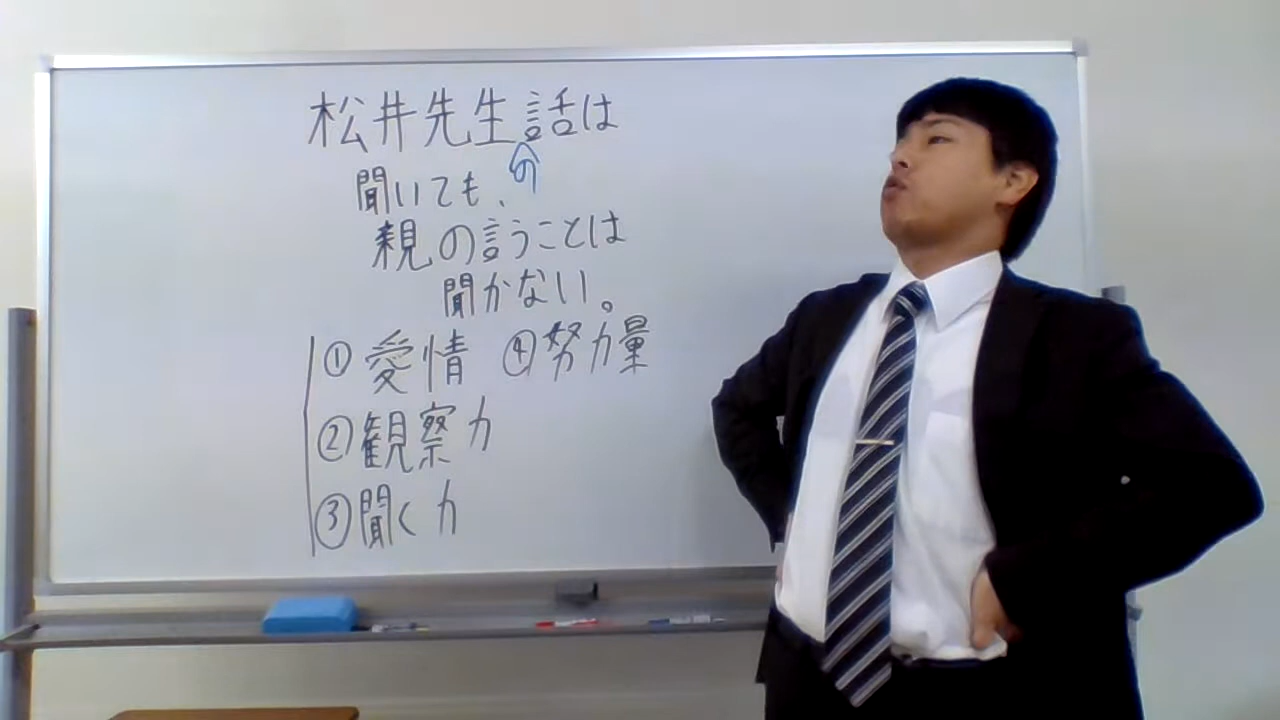 松井先生の話は
聞いても、
親の言うことは
聞かない。
①愛情 ④努力量
②観察力
③聞く力